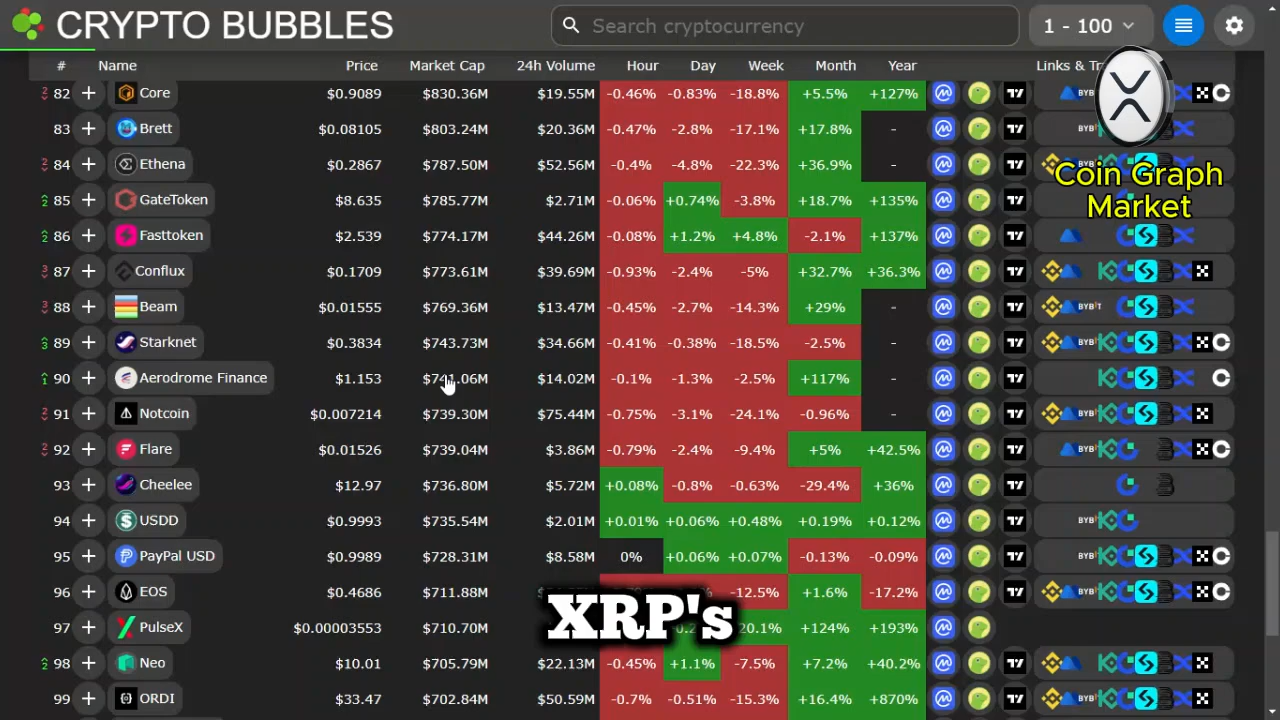 CRYPTO BUBBLES
Search cryptocurrency
1 - 100
# Name Price Market Cap 24h Volume Hour Day Week Month Year Links & Tr
Coin Graph
Market
2 82 + Core $0.9089 $830.36M $19.55M -0.46% -0.83% -18.8% +5.5% +127%
83 + Brett $0.08105 $803.24M $20.36M -0.47% -2.8% -17.1% +17.8% -
2 84 + Ethena $0.2867 $787.50M $52.56M -0.4% -4.8% -22.3% +36.9% -
2 85 + GateToken $8.635 $785.77M $2.71M -0.06% +0.74% -3.8% +18.7% +135%
2 86 + Fasttoken $2.539 $774.17M $44.26M -0.08% +1.2% +4.8% -2.1% +137%
3 87 + Conflux $0.1709 $773.61M $39.69M -0.93% -2.4% -5% +32.7% +36.3%
3 88 + Beam $0.01555 $769.36M $13.47M -0.45% -2.7% -14.3% +29% - BYBIT
3 89 + Starknet $0.3834 $743.73M $34.66M -0.41% -0.38% -18.5% -2.5% -
1 90 + Aerodrome Finance $1.153 $741.06M $14.02M -0.1% -1.3% -2.5% +117% -
2 91 + Notcoin $0.007214 $739.30M $75.44M -0.75% -3.1% -24.1% -0.96% -
2 92 + Flare $0.01526 $739.04M $3.86M -0.79% -2.4% -9.4% +5% +42.5%
93 + Cheelee $12.97 $736.80M $5.72M +0.08% -0.8% -0.63% -29.4% +36%
94 + USDD $0.9993 $735.54M $2.01M +0.01% +0.06% +0.48% +0.19% +0.12%
95 + PayPal USD $0.9989 $728.31M $8.58M 0% +0.06% +0.07% -0.13% -0.09%
96 + EOS $0.4686 $711.83M -12.5% +1.6% -17.2%
XRP's
97 + PulseX $0.00003553 $710.70M +124% +193%
2 98 + Neo $10.01 $705.79M $22.13M -0.45% +1.1% -7.5% +7.2% +40.2%
99 + ORDI $33.47 $702.84M $50.59M -0.7% -0.51% -15.3% +16.4% +870%